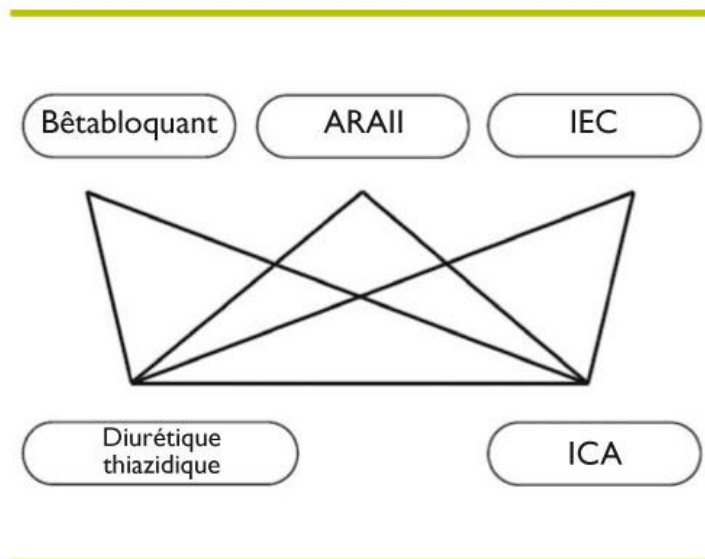 Bêtabloquant
ARAII
IEC
Diurétique
thiazidique
ICA